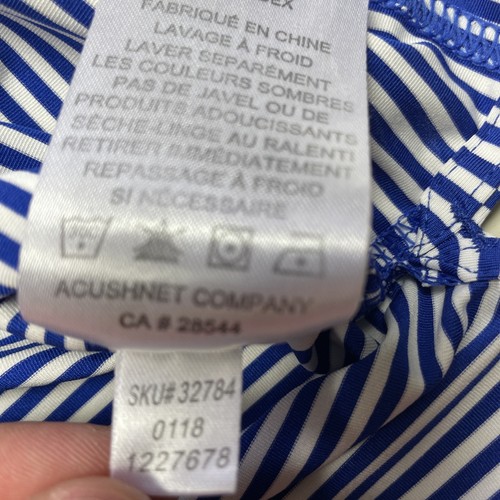 FABRIQUÉ EN CHINE
LAVAGE À FROID
LAVER SEPARÉMENT
LES COULEURS SOMBRES
PAS DE JAVEL OU DE
PRODUITS ADOUCISSANTS
SÈCHE-LINGE AU RALENTI
RETIRER IMMÉDIATEMENT
REPASSAGE À FROID
SI NÉCESSAIRE
ACUSHNET COMPANY
CA # 28544
SKU# 32784
0118
1227678